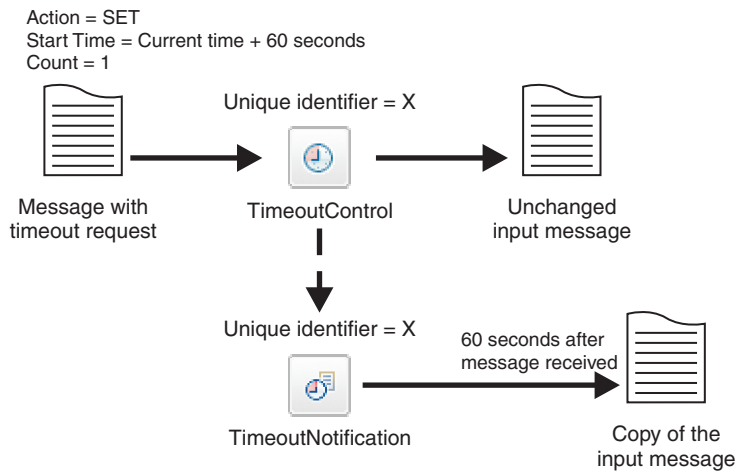 Action = SET
Start Time = Current time + 60 seconds
Count = 1
Unique identifier = X
Message with
timeout request
TimeoutControl
Unchanged
input message
Unique identifier = X
60 seconds after
message received
TimeoutNotification
Copy of the
input message